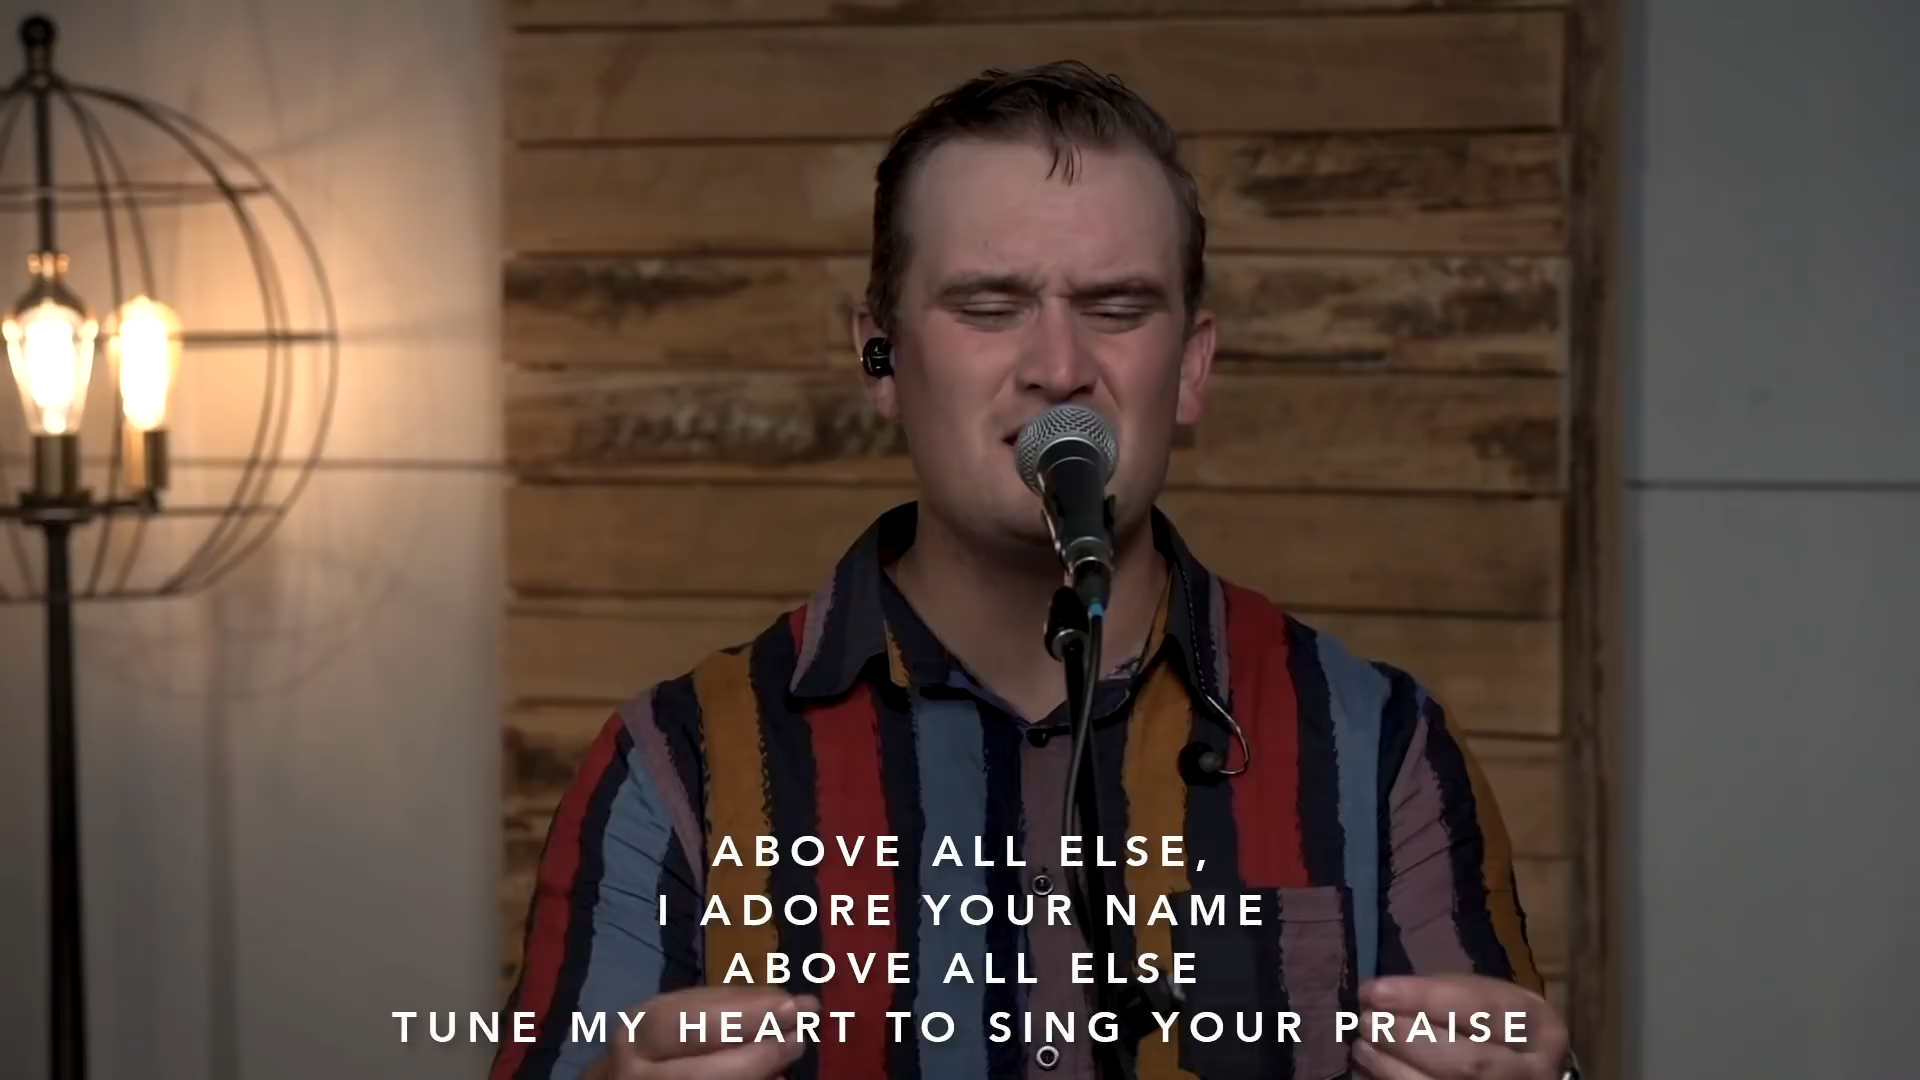 ABOVE ALL ELSE,
I ADORE YOUR NAME
ABOVE ALL ELSE
TUNE MY HEART TO SING YOUR PRAISE